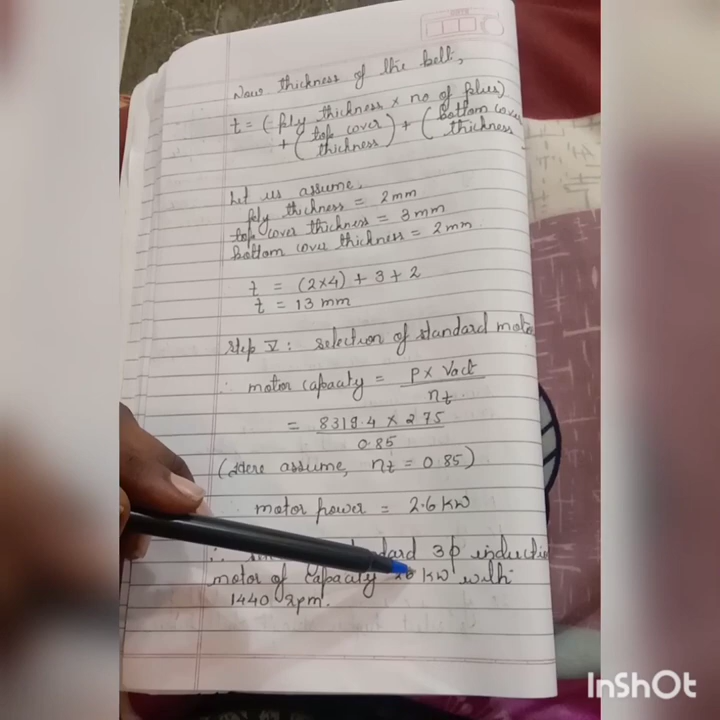 Now thickness of the belt,
t = ( ply thickness × no of plies)
+ ( top cover thickness ) + ( bottom cover thickness
Let us assume,
ply thickness = 2mm
top cover thickness = 3mm
bottom cover thickness = 2mm.
t = (2×4) + 3 + 2
t = 13 mm
Step V : selection of standard motor
∴ motor capacity = P × Vact / ηt
= 8319.4 × 2.75 / 0.85
(Here assume, ηt = 0.85)
motor power = 2.6 KW
3φ induction
motor of capacity KW with
1440 rpm.
InShOt